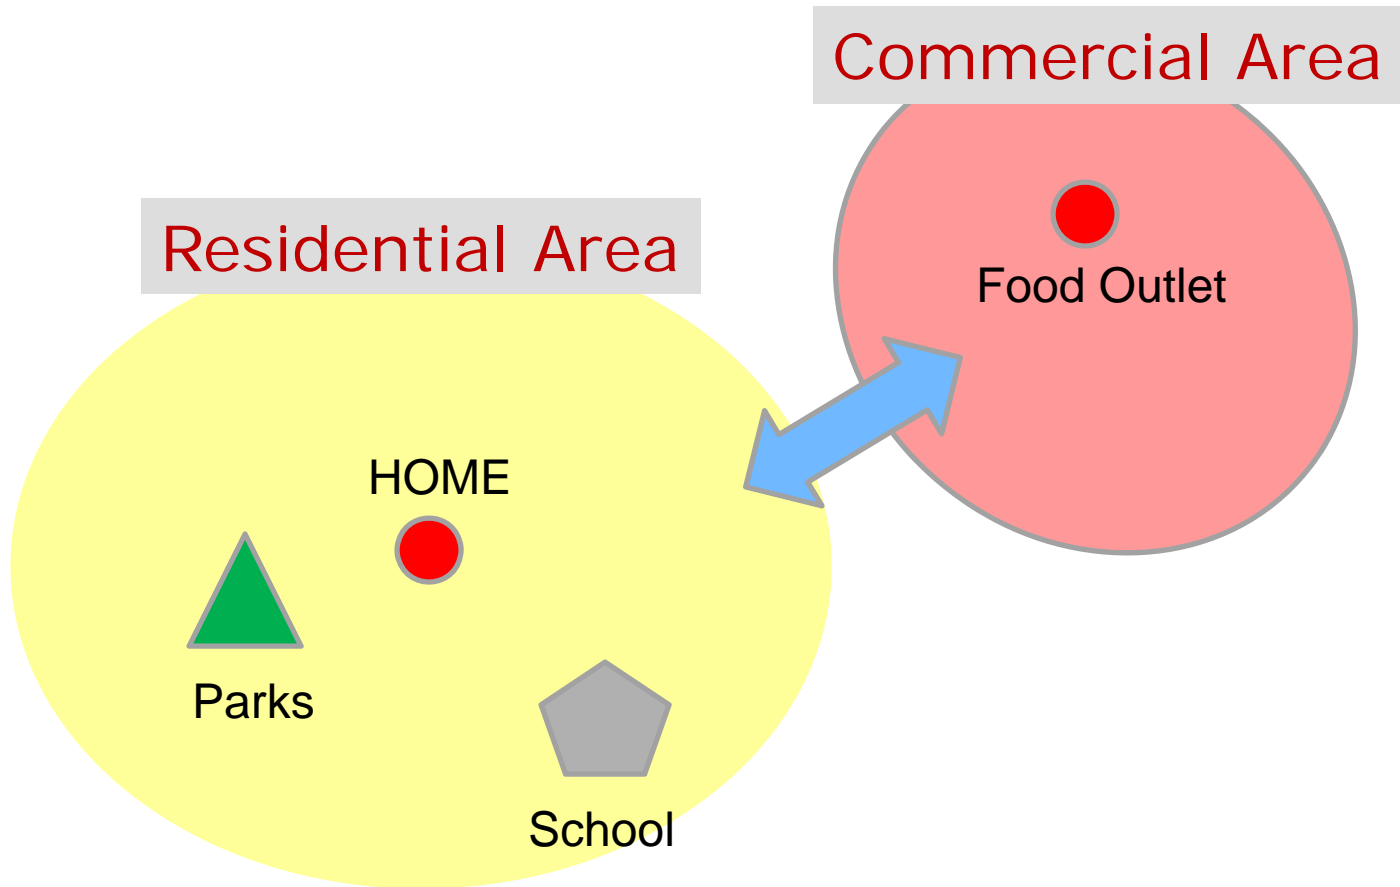 Commercial Area
Residential Area
Food Outlet
HOME
Parks
School